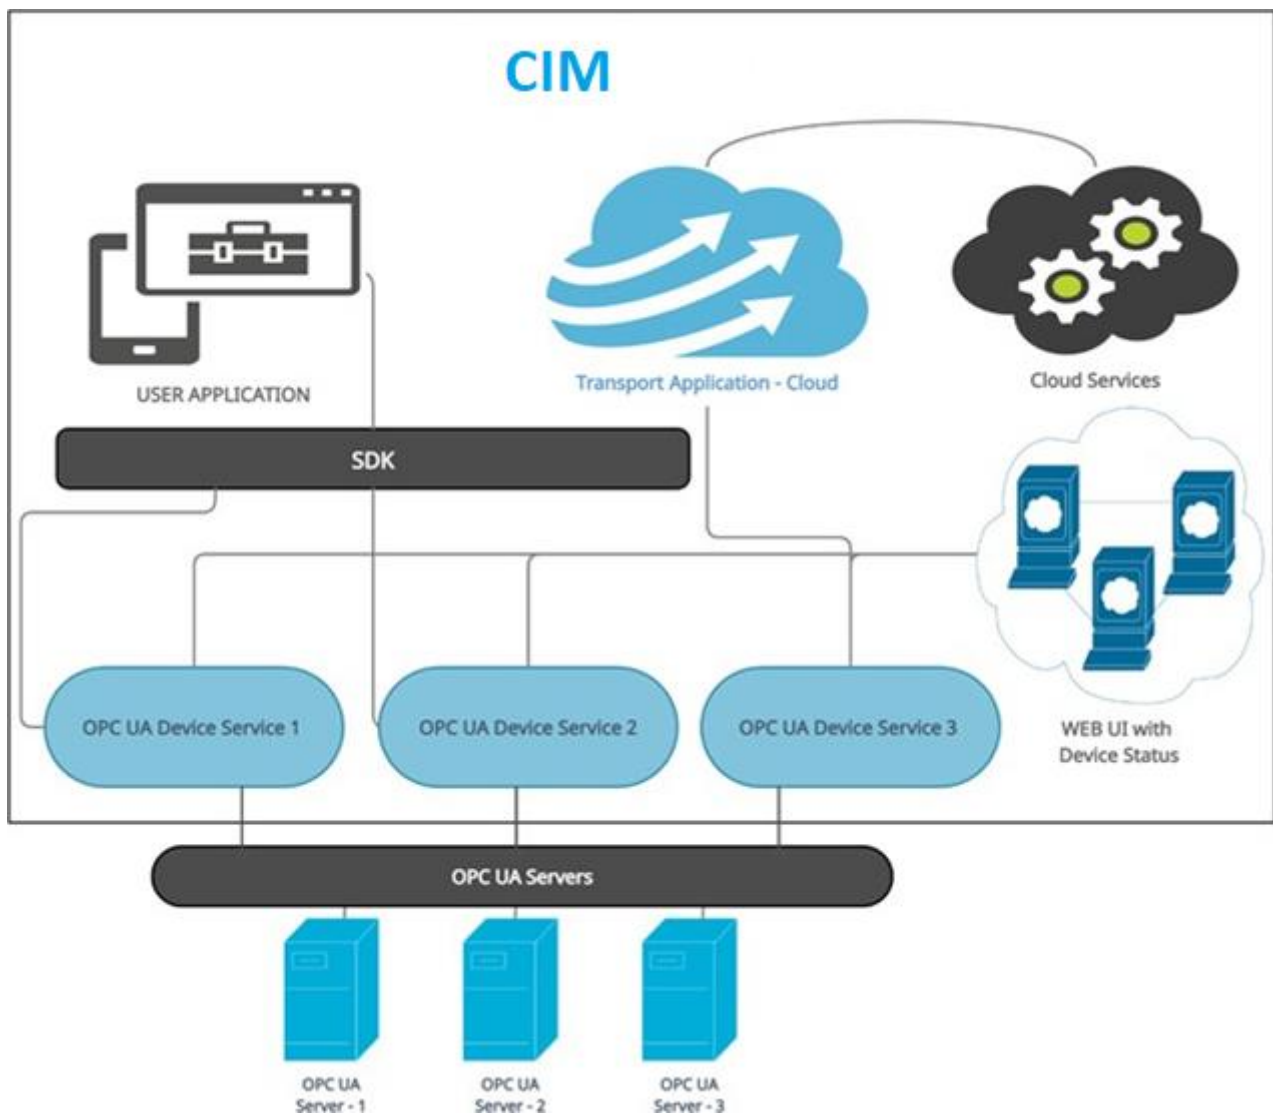 CIM
USER APPLICATION
Transport Application - Cloud
Cloud Services
SDK
OPC UA Device Service 1
OPC UA Device Service 2
OPC UA Device Service 3
WEB UI with
Device Status
OPC UA Servers
OPC UA
Server - 1
OPC UA
Server - 2
OPC UA
Server - 3